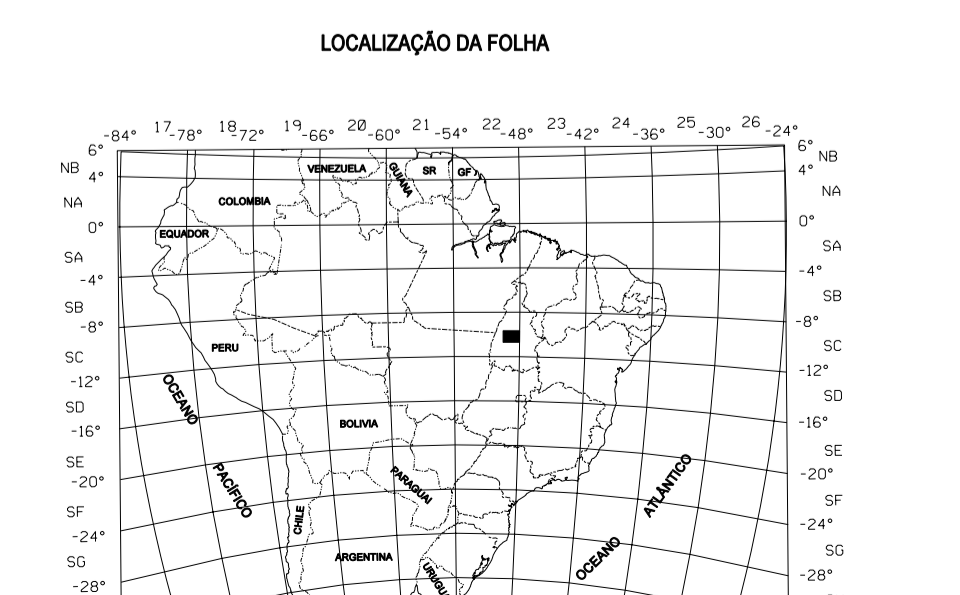 LOCALIZAÇÃO DA FOLHA
17 18 19 20 21 22 23 24 25 26
-84° -78° -72° -66° -60° -54° -48° -42° -36° -30° -24°
6° 6°
NB VENEZUELA GUIANA SR GF NB
4° 4°
NA COLOMBIA NA
0° 0°
EQUADOR
SA SA
-4° -4°
SB SB
-8° -8°
PERU
SC SC
-12° -12°
OCEANO
SD SD
-16° BOLIVIA -16°
SE SE
-20° PACÍFICO PARAGUAI ATLÂNTICO -20°
SF CHILE SF
-24° -24°
SG ARGENTINA OCEANO SG
-28° URUGU -28°